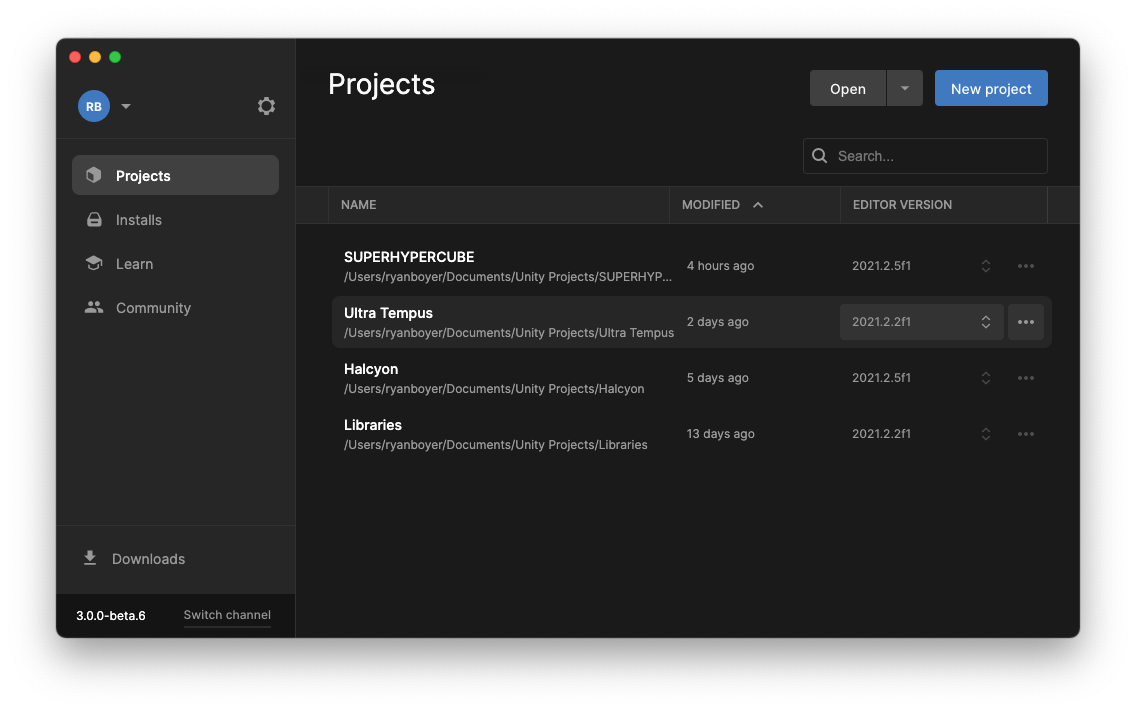 RB
Projects
Installs
Learn
Community
Downloads
3.0.0-beta.6 Switch channel
Projects
Open New project
Search...
NAME MODIFIED EDITOR VERSION
SUPERHYPERCUBE
/Users/ryanboyer/Documents/Unity Projects/SUPERHYP... 4 hours ago 2021.2.5f1
Ultra Tempus
/Users/ryanboyer/Documents/Unity Projects/Ultra Tempus 2 days ago 2021.2.2f1
Halcyon
/Users/ryanboyer/Documents/Unity Projects/Halcyon 5 days ago 2021.2.5f1
Libraries
/Users/ryanboyer/Documents/Unity Projects/Libraries 13 days ago 2021.2.2f1